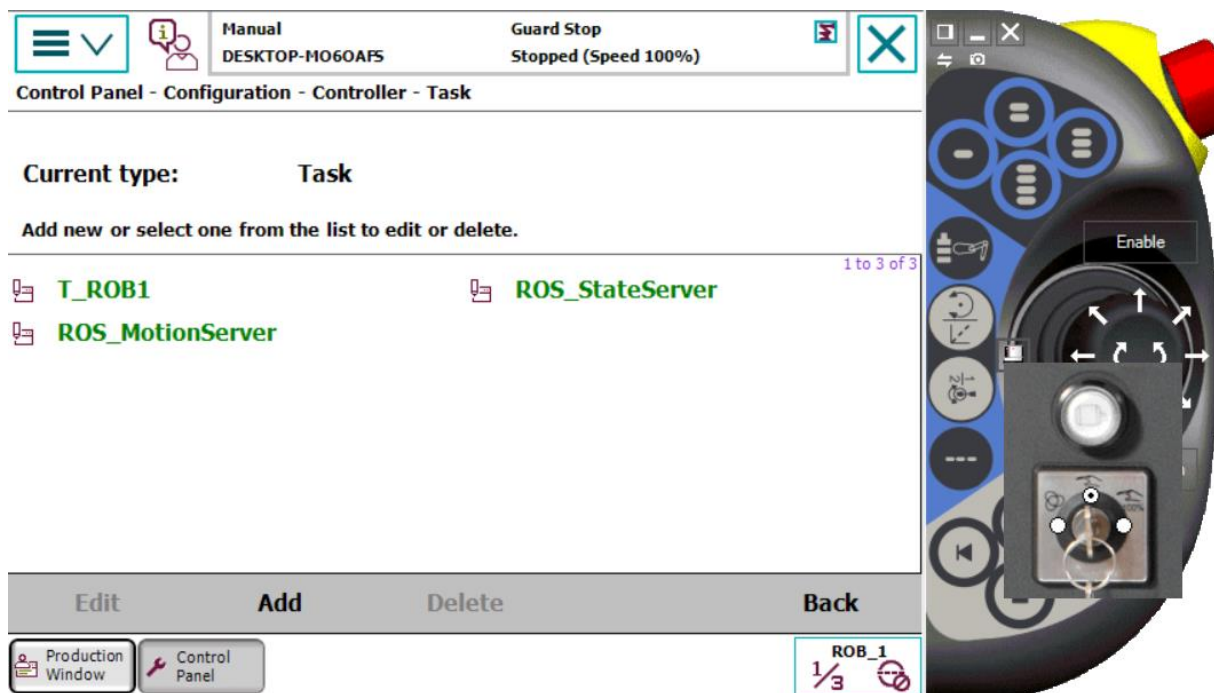 Manual
DESKTOP-MO6OAF5
Guard Stop
Stopped (Speed 100%)
Control Panel - Configuration - Controller - Task
Current type: Task
Add new or select one from the list to edit or delete.
1 to 3 of 3
T_ROB1
ROS_StateServer
ROS_MotionServer
Edit Add Delete Back
Production
Window
Control
Panel
ROB_1
1/3
Enable
100%